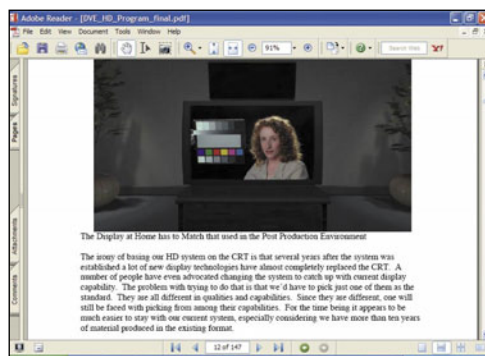 Adobe Reader - [DVE_HD_Program_final.pdf]
File Edit View Document Tools Window Help
91%
Signatures
Pages
Attachments
Comments
The Display at Home has to Match that used in the Post Production Environment
The irony of basing our HD system on the CRT is that several years after the system was
established a lot of new display technologies have almost completely replaced the CRT. A
number of people have even advocated changing the system to catch up with current display
capability. The problem with trying to do that is that we'd have to pick just one of them as the
standard. They are all different in qualities and capabilities. Since they are different, one will
still be faced with picking from among their capabilities. For the time being it appears to be
much easier to stay with our current system, especially considering we have more than ten years
of material produced in the existing format.
12 of 147